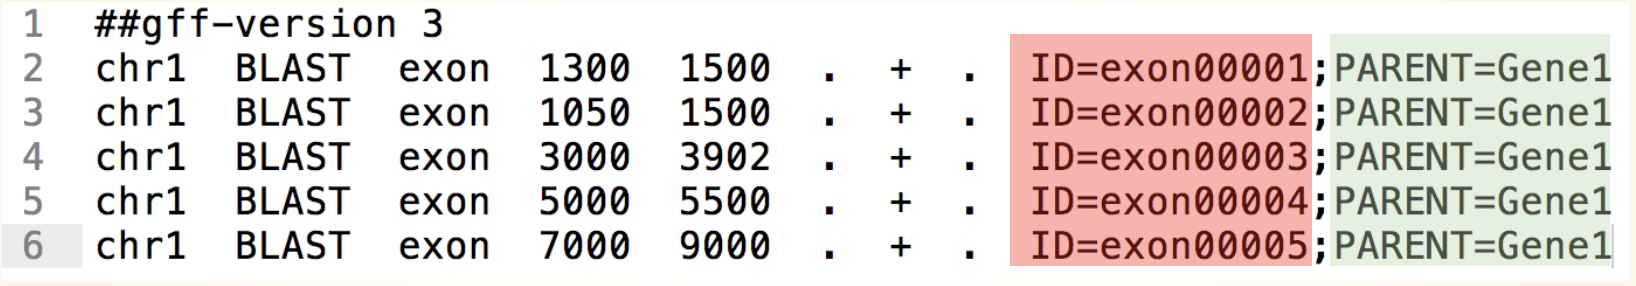 1 ##gff-version 3
2 chr1 BLAST exon 1300 1500 . + . ID=exon00001;PARENT=Gene1
3 chr1 BLAST exon 1050 1500 . + . ID=exon00002;PARENT=Gene1
4 chr1 BLAST exon 3000 3902 . + . ID=exon00003;PARENT=Gene1
5 chr1 BLAST exon 5000 5500 . + . ID=exon00004;PARENT=Gene1
6 chr1 BLAST exon 7000 9000 . + . ID=exon00005;PARENT=Gene1